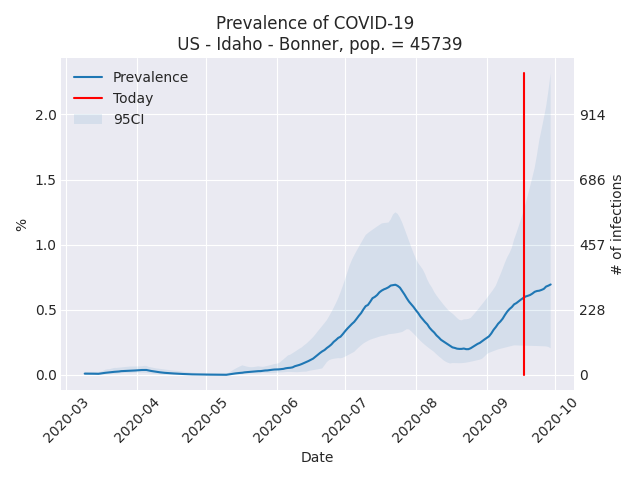 Prevalence of COVID-19
US - Idaho - Bonner, pop. = 45739
Prevalence
Today
95CI
2.0
1.5
1.0
0.5
0.0
%
914
686
457
228
0
# of infections
2020-03
2020-04
2020-05
2020-06
2020-07
2020-08
2020-09
2020-10
Date